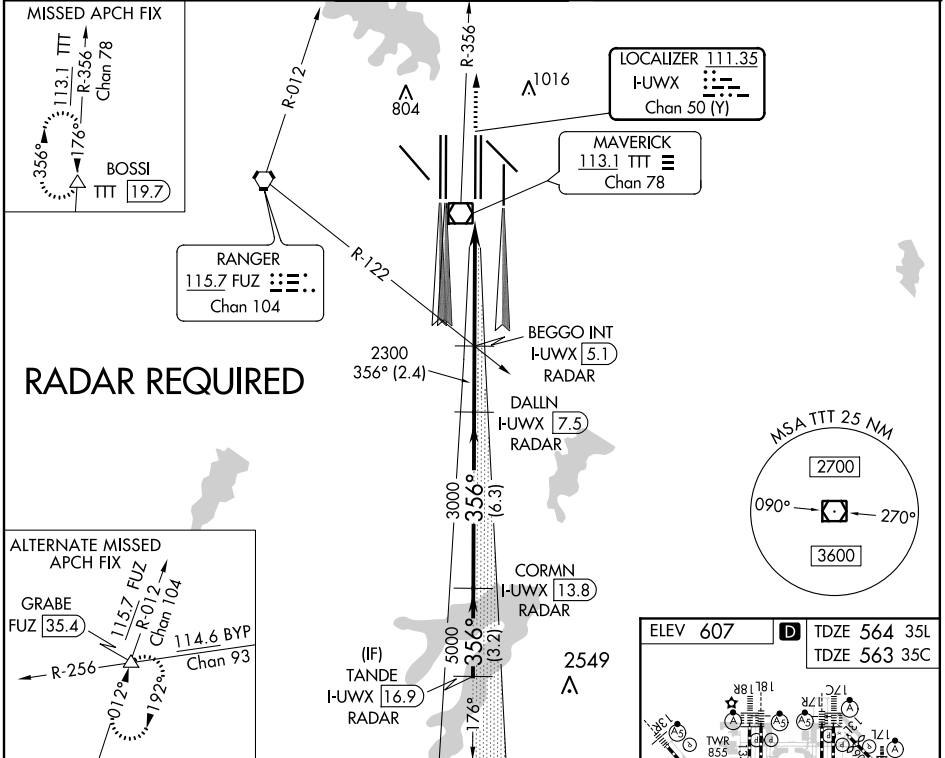 MISSED APCH FIX
113.1 TTT
R-356
Chan 78
356°
176°
BOSSI
TTT 19.7
R-012
R-356
804
1016
LOCALIZER 111.35
I-UWX
Chan 50 (Y)
MAVERICK
113.1 TTT
Chan 78
RANGER
115.7 FUZ
Chan 104
R-122
BEGGO INT
I-UWX 5.1
RADAR
2300
356° (2.4)
RADAR REQUIRED
DALLN
I-UWX 7.5
RADAR
3000
356°
(6.3)
MSA TTT 25 NM
2700
090°
270°
3600
CORMN
I-UWX 13.8
RADAR
5000
356°
(3.2)
(IF)
TANDE
I-UWX 16.9
RADAR
176°
2549
ALTERNATE MISSED
APCH FIX
GRABE
FUZ 35.4
115.7 FUZ
R-012
Chan 104
114.6 BYP
Chan 93
R-256
012°
192°
ELEV 607
D
TDZE 564 35L
TDZE 563 35C
18R
18L
17R
17C
17L
13R
TWR
855
A
A5
A5
A
A5
A
P
P
P
P